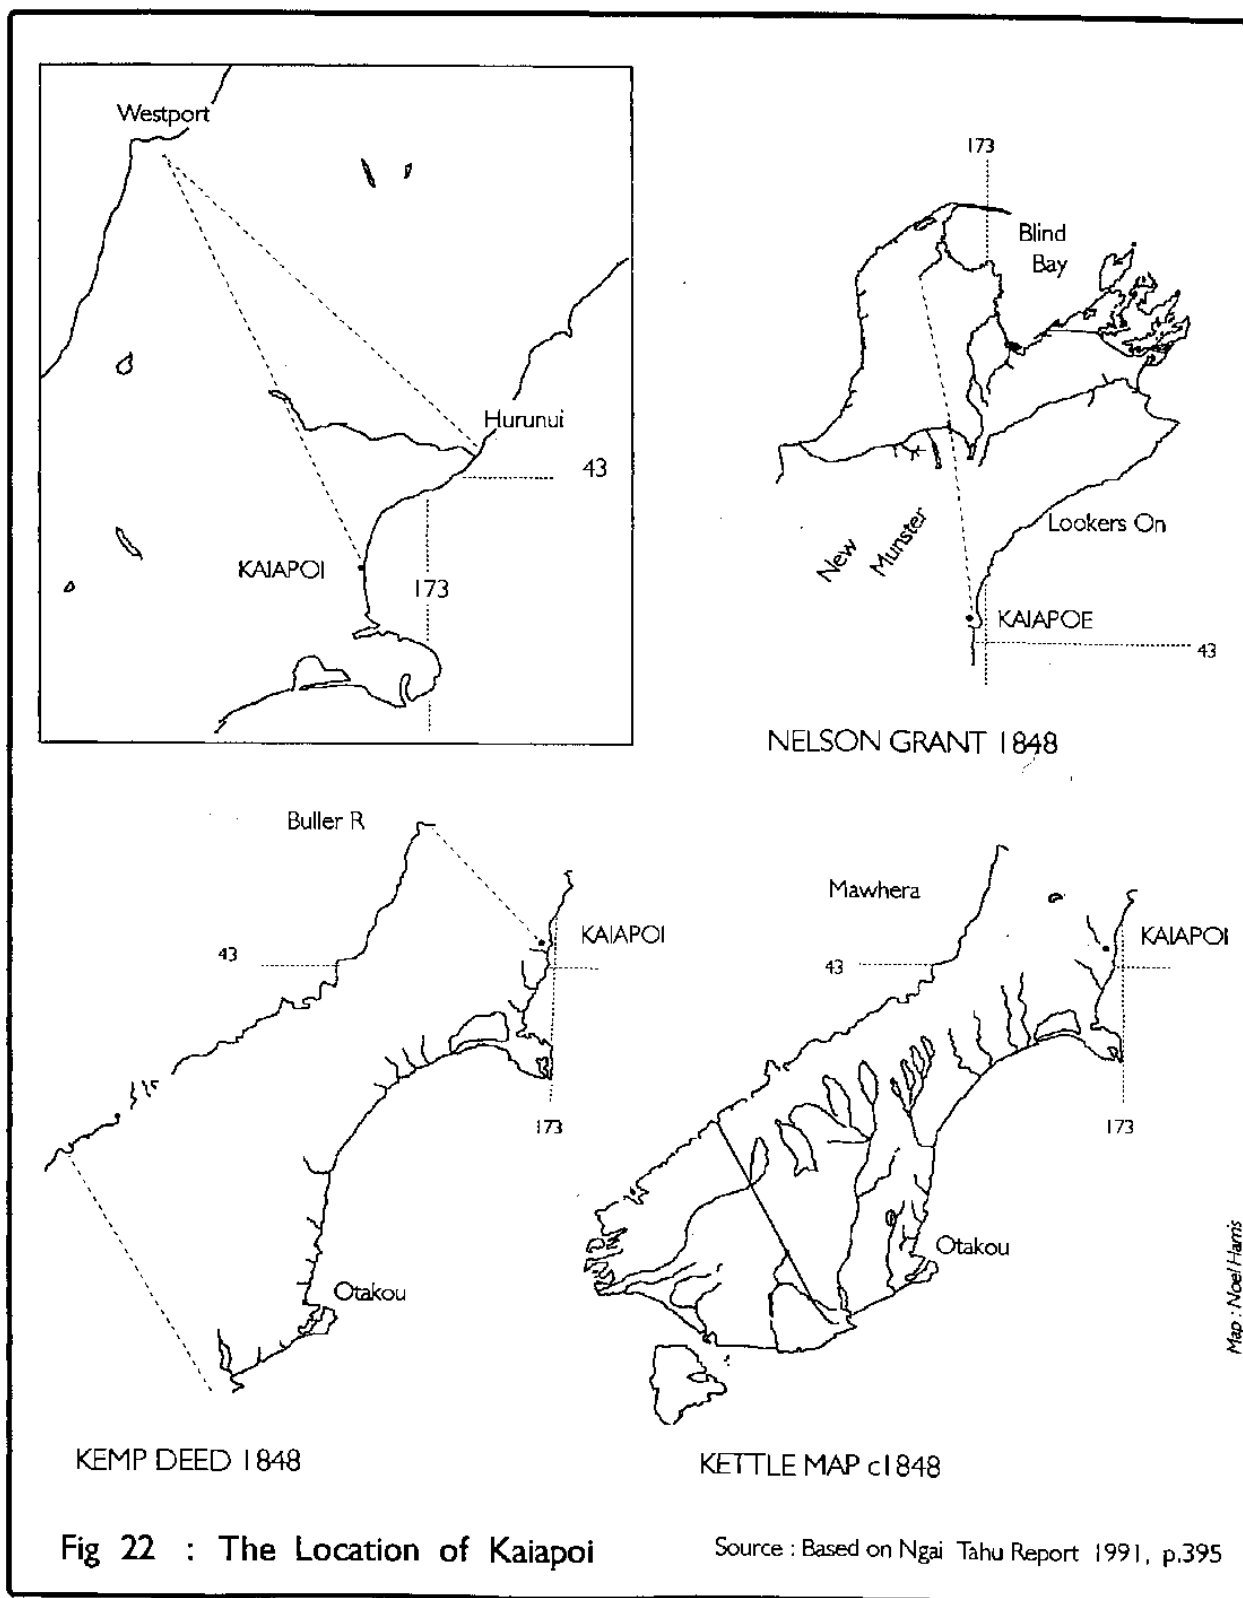 Westport
Hurunui
43
KAIAPOI
173
173
Blind
Bay
New
Munster
Lookers On
KAIAPOE
43
NELSON GRANT 1848
Buller R
43
KAIAPOI
173
Otakou
KEMP DEED 1848
Mawhera
43
KAIAPOI
173
Otakou
KETTLE MAP c1848
Map : Noel Harris
Fig 22 : The Location of Kaiapoi
Source : Based on Ngai Tahu Report 1991, p.395